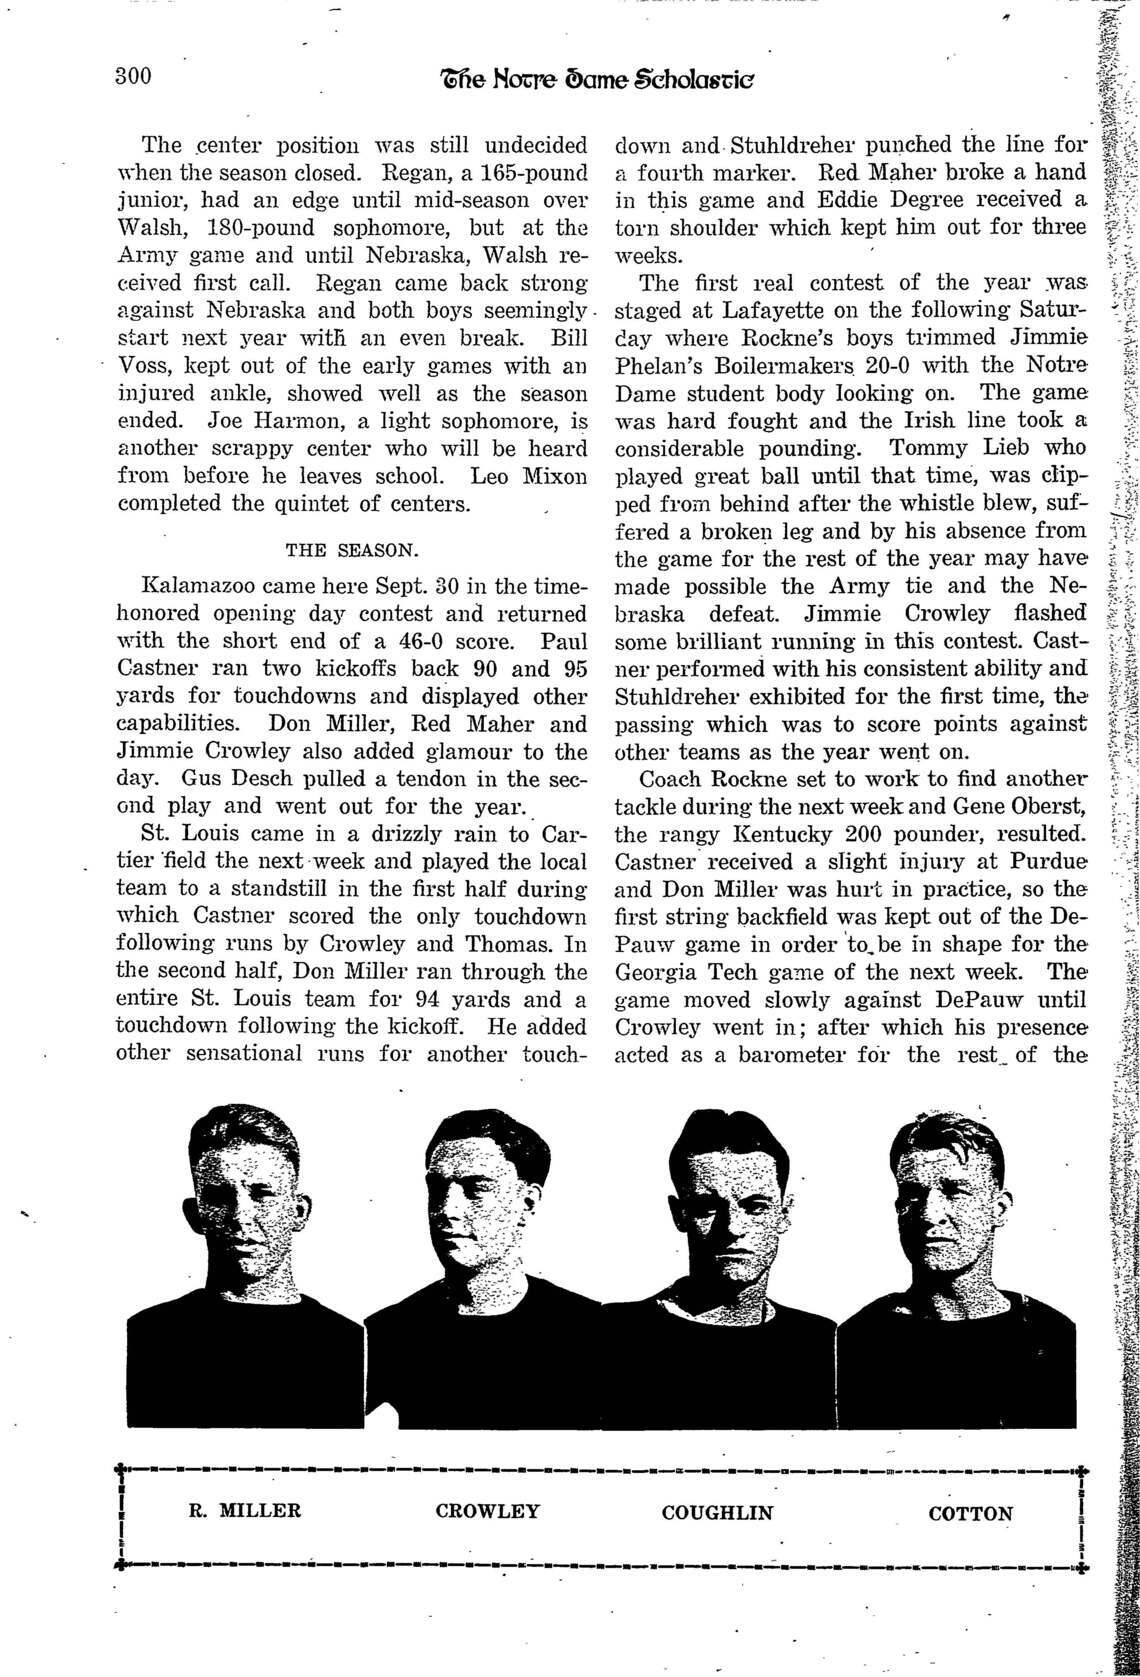 300
The Notre Dame Scholastic
The center position was still undecided
when the season closed. Regan, a 165-pound
junior, had an edge until mid-season over
Walsh, 180-pound sophomore, but at the
Army game and until Nebraska, Walsh re-
ceived first call. Regan came back strong
against Nebraska and both boys seemingly
start next year with an even break. Bill
Voss, kept out of the early games with an
injured ankle, showed well as the season
ended. Joe Harmon, a light sophomore, is
another scrappy center who will be heard
from before he leaves school. Leo Mixon
completed the quintet of centers.
THE SEASON.
Kalamazoo came here Sept. 30 in the time-
honored opening day contest and returned
with the short end of a 46-0 score. Paul
Castner ran two kickoffs back 90 and 95
yards for touchdowns and displayed other
capabilities. Don Miller, Red Maher and
Jimmie Crowley also added glamour to the
day. Gus Desch pulled a tendon in the sec-
ond play and went out for the year.
St. Louis came in a drizzly rain to Car-
tier field the next week and played the local
team to a standstill in the first half during
which Castner scored the only touchdown
following runs by Crowley and Thomas. In
the second half, Don Miller ran through the
entire St. Louis team for 94 yards and a
touchdown following the kickoff. He added
other sensational runs for another touch-
down and Stuhldreher punched the line for
a fourth marker. Red Maher broke a hand
in this game and Eddie Degree received a
torn shoulder which kept him out for three
weeks.
The first real contest of the year was
staged at Lafayette on the following Satur-
day where Rockne's boys trimmed Jimmie
Phelan's Boilermakers 20-0 with the Notre
Dame student body looking on. The game
was hard fought and the Irish line took a
considerable pounding. Tommy Lieb who
played great ball until that time, was clip-
ped from behind after the whistle blew, suf-
fered a broken leg and by his absence from
the game for the rest of the year may have
made possible the Army tie and the Ne-
braska defeat. Jimmie Crowley flashed
some brilliant running in this contest. Cast-
ner performed with his consistent ability and
Stuhldreher exhibited for the first time, the
passing which was to score points against
other teams as the year went on.
Coach Rockne set to work to find another
tackle during the next week and Gene Oberst,
the rangy Kentucky 200 pounder, resulted.
Castner received a slight injury at Purdue
and Don Miller was hurt in practice, so the
first string backfield was kept out of the De-
Pauw game in order to be in shape for the
Georgia Tech game of the next week. The
game moved slowly against DePauw until
Crowley went in; after which his presence
acted as a barometer for the rest of the
R. MILLER CROWLEY COUGHLIN COTTON